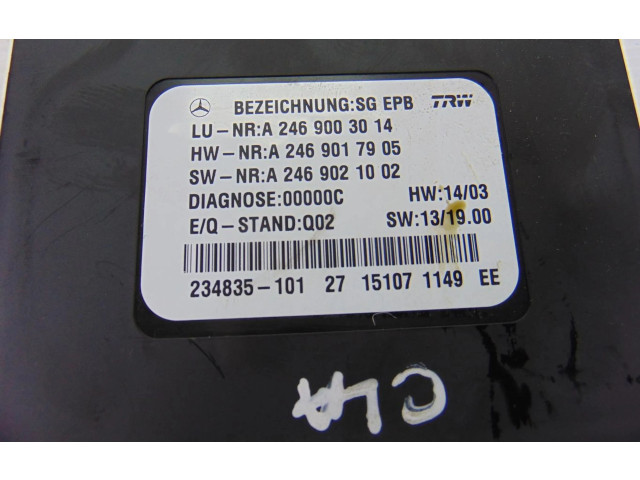 BEZEICHNUNG:SG EPB TRW
LU-NR:A 246 900 30 14
HW-NR:A 246 901 79 05
SW-NR:A 246 902 10 02
DIAGNOSE:00000C HW:14/03
E/Q-STAND:Q02 SW:13/19.00
234835-101 27 15107 1149 EE
CLA